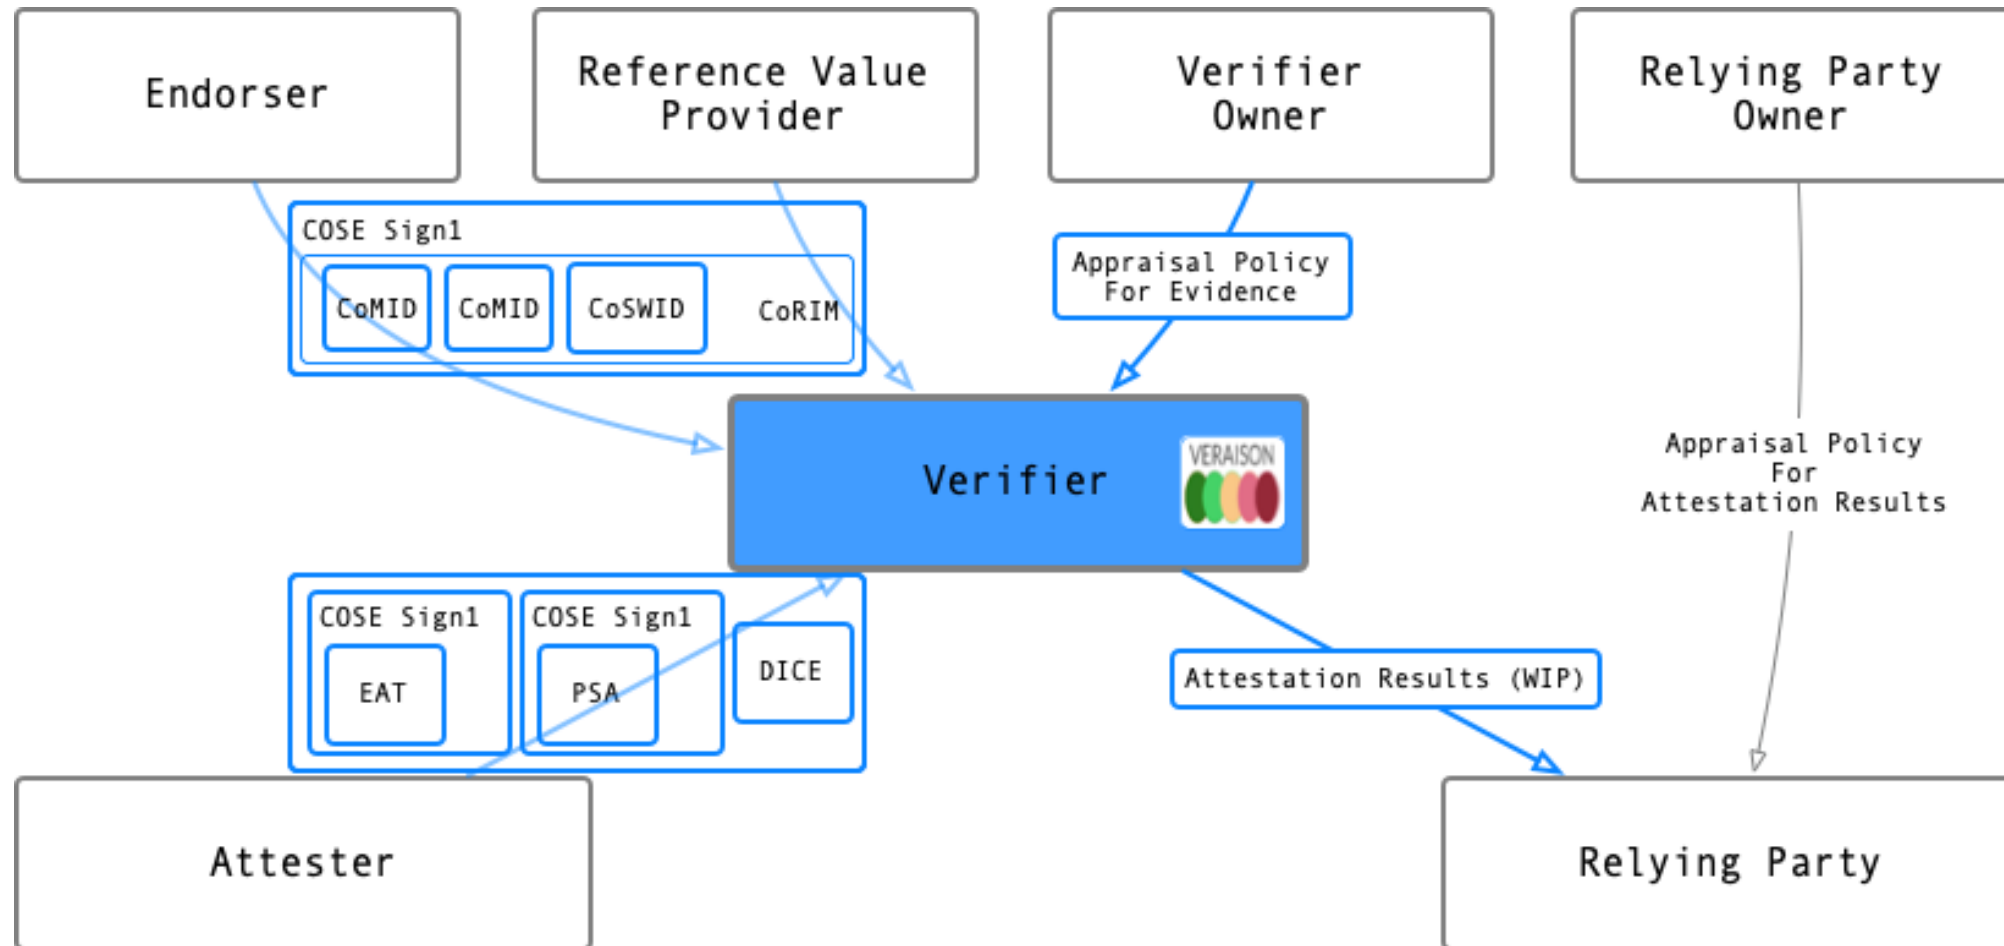 Endorser
Reference Value
Provider
Verifier
Owner
Relying Party
Owner
COSE Sign1
CoMID
CoMID
CoSWID
CoRIM
Appraisal Policy
For Evidence
Verifier
VERAISON
Appraisal Policy
For
Attestation Results
COSE Sign1
EAT
COSE Sign1
PSA
DICE
Attestation Results (WIP)
Attester
Relying Party